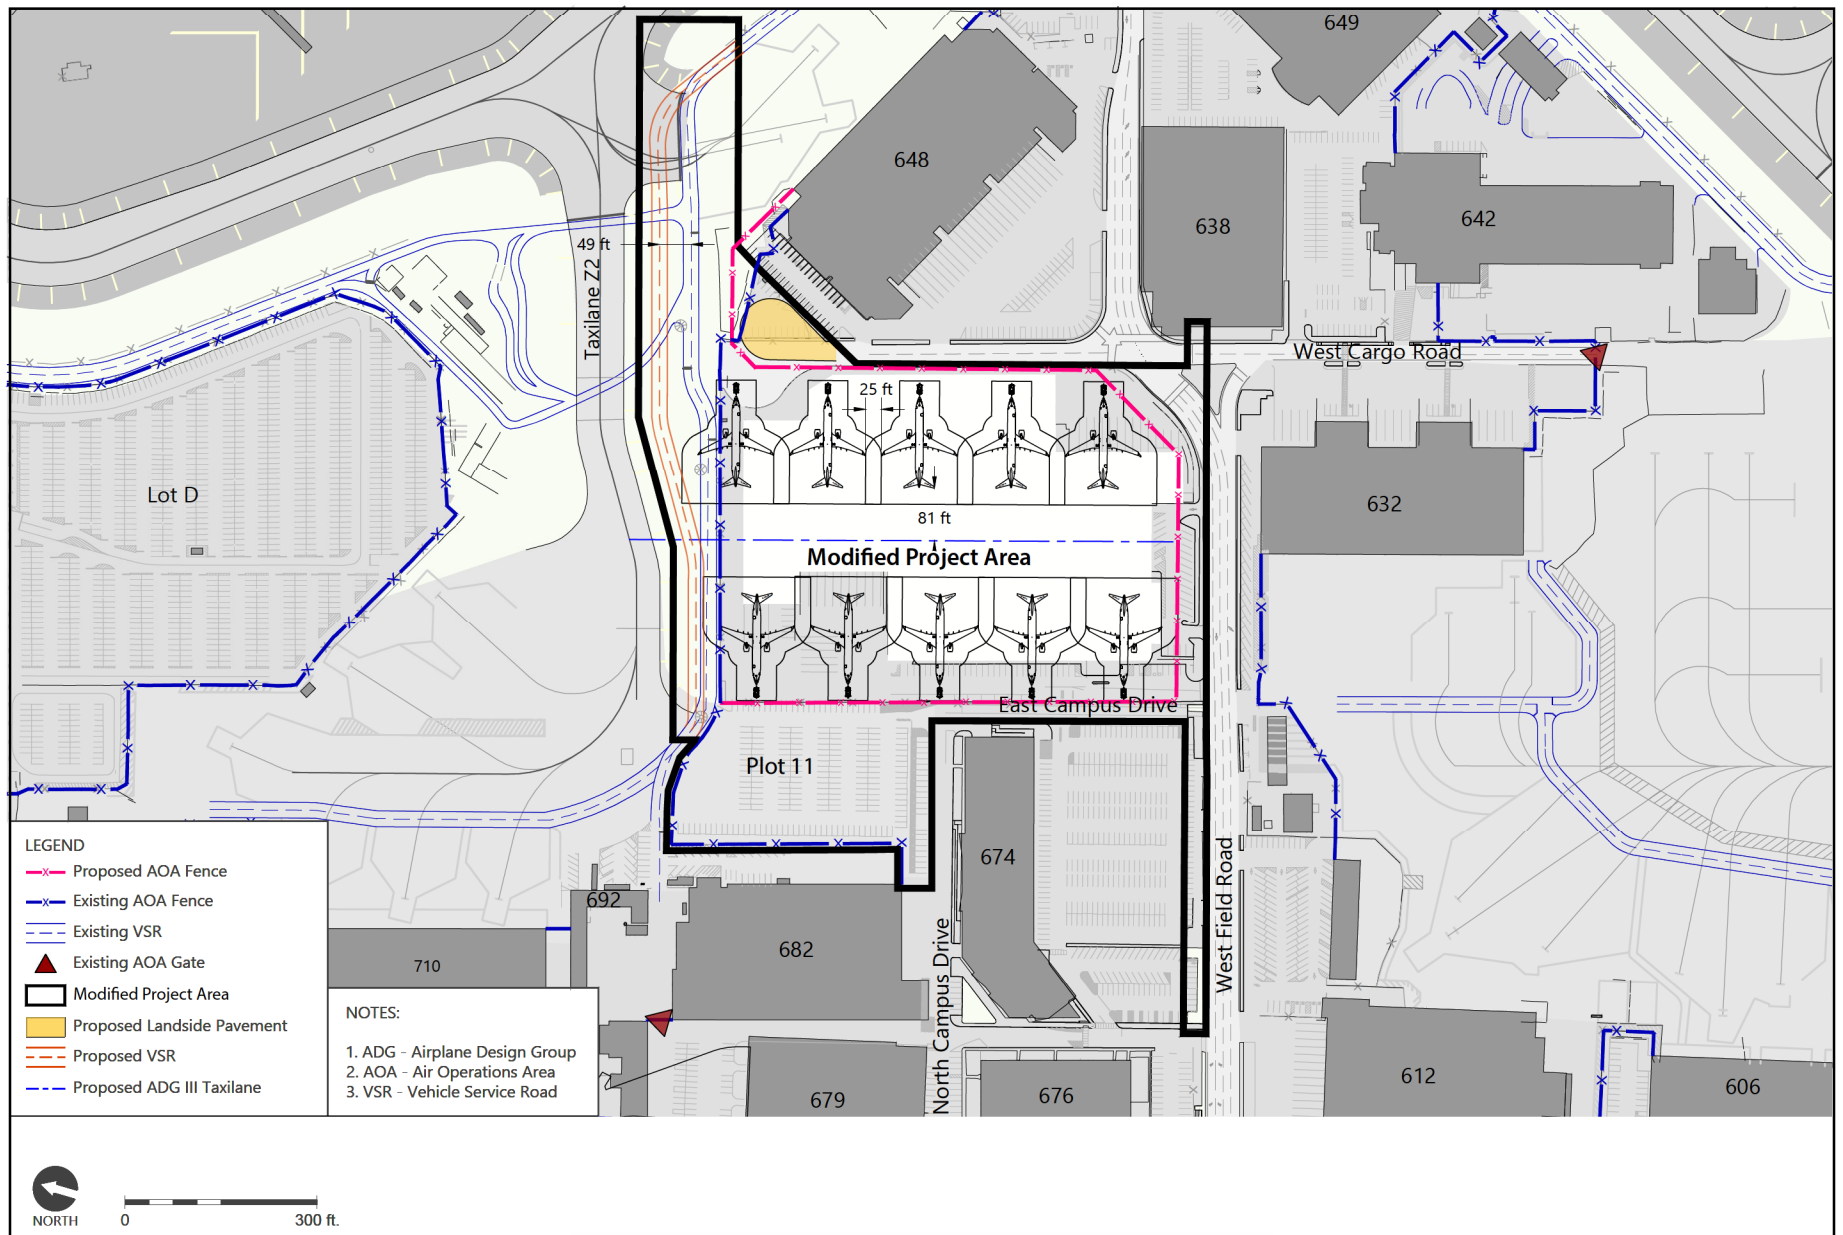 649
648
638
642
49 ft
Taxilane Z2
West Cargo Road
25 ft
Lot D
632
81 ft
Modified Project Area
East Campus Drive
Plot 11
674
West Field Road
692
North Campus Drive
682
710
679
676
612
606
LEGEND
Proposed AOA Fence
Existing AOA Fence
Existing VSR
Existing AOA Gate
Modified Project Area
Proposed Landside Pavement
Proposed VSR
Proposed ADG III Taxilane
NOTES:
1. ADG - Airplane Design Group
2. AOA - Air Operations Area
3. VSR - Vehicle Service Road
NORTH
0 300 ft.